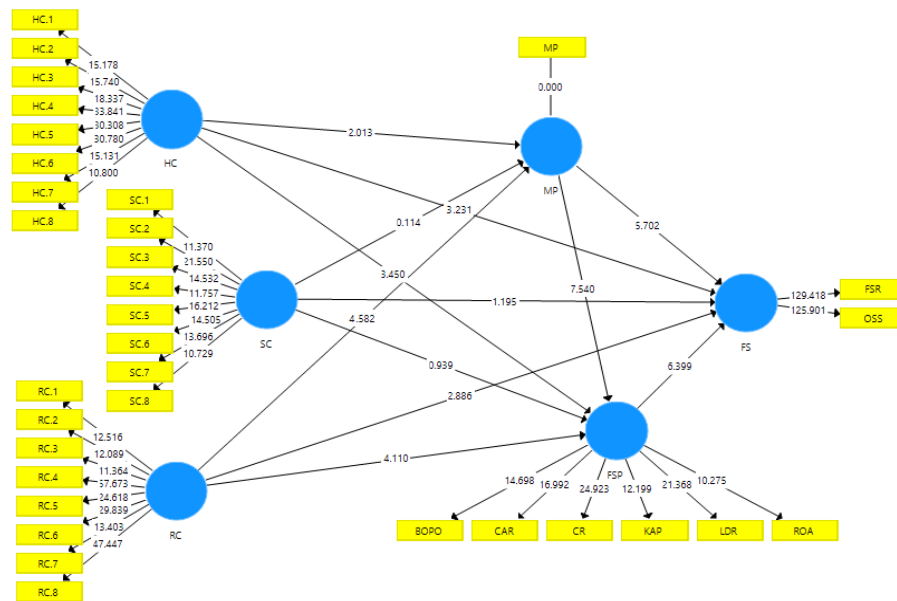 HC.1
HC.2
HC.3
HC.4
HC.5
HC.6
HC.7
HC.8
15.178
15.740
18.337
33.841
30.308
30.780
15.131
10.800
HC
MP
0.000
MP
2.013
3.231
3.450
SC.1
SC.2
SC.3
SC.4
SC.5
SC.6
SC.7
SC.8
11.370
21.550
14.532
11.757
16.212
14.505
13.696
10.729
SC
0.114
1.195
0.939
5.702
7.540
RC.1
RC.2
RC.3
RC.4
RC.5
RC.6
RC.7
RC.8
12.516
12.089
11.364
24.618
29.839
13.403
47.447
RC
4.582
2.886
4.110
FS
129.418
125.901
FSR
OSS
6.399
FSP
14.698
16.992
24.923
12.199
21.368
10.275
BOPO
CAR
CR
KAP
LDR
ROA